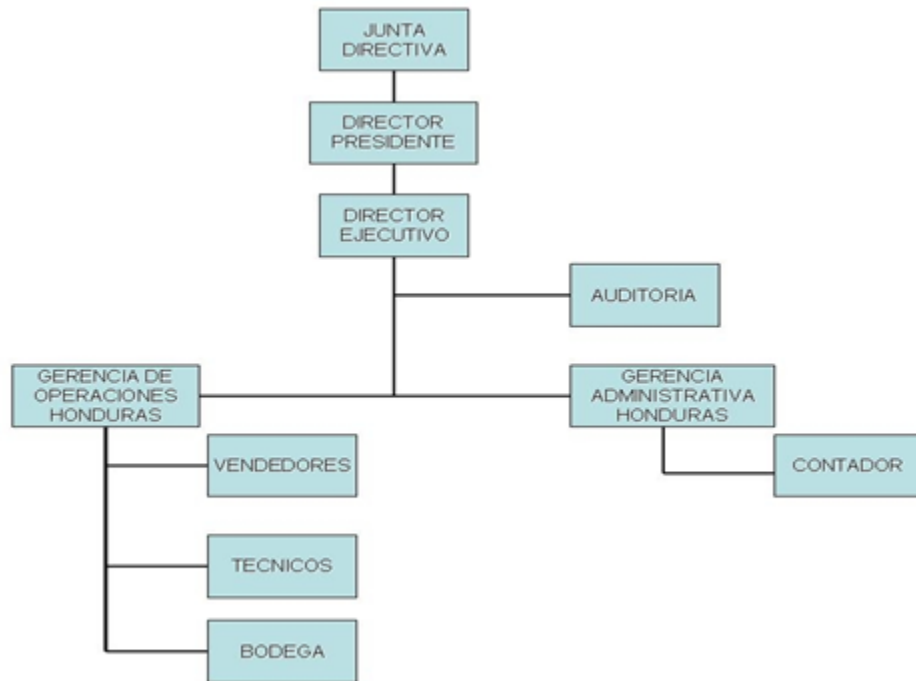 JUNTA
DIRECTIVA
DIRECTOR
PRESIDENTE
DIRECTOR
EJECUTIVO
AUDITORIA
GERENCIA DE
OPERACIONES
HONDURAS
GERENCIA
ADMINISTRATIVA
HONDURAS
VENDEDORES
CONTADOR
TECNICOS
BODEGA